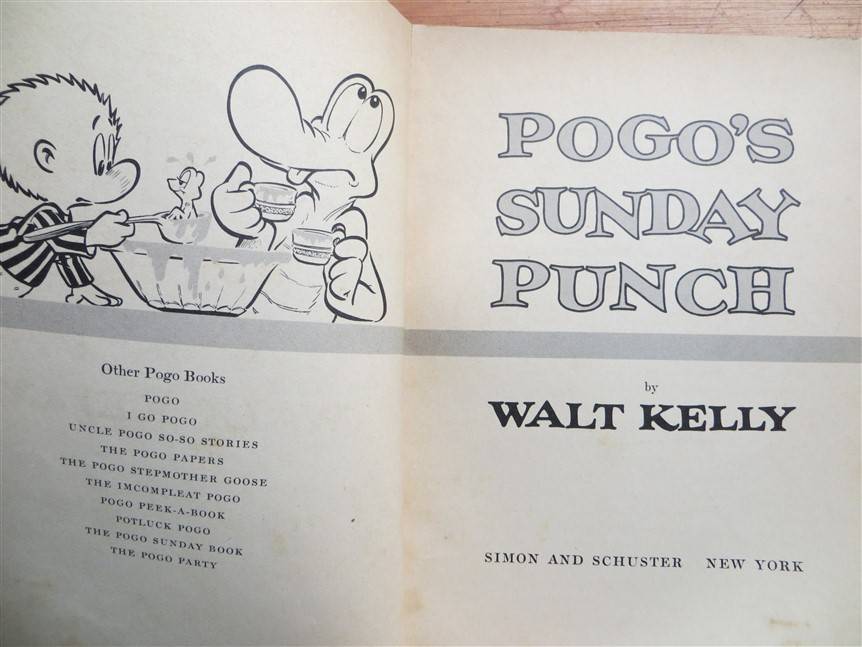 Other Pogo Books
POGO
I GO POGO
UNCLE POGO SO-SO STORIES
THE POGO PAPERS
THE POGO STEPMOTHER GOOSE
THE IMCOMPLEAT POGO
POGO PEEK-A-BOOK
POTLUCK POGO
THE POGO SUNDAY BOOK
THE POGO PARTY
POGO'S
SUNDAY
PUNCH
by
WALT KELLY
SIMON AND SCHUSTER NEW YORK